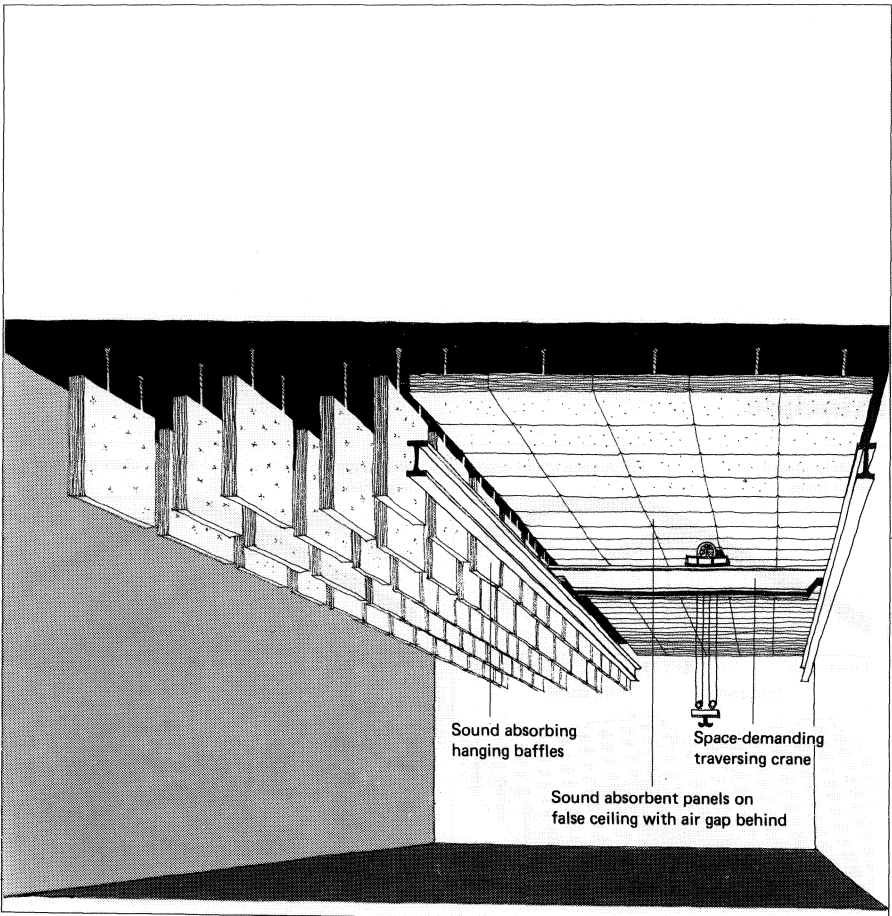 Sound absorbing
hanging baffles
Space-demanding
traversing crane
Sound absorbent panels on
false ceiling with air gap behind